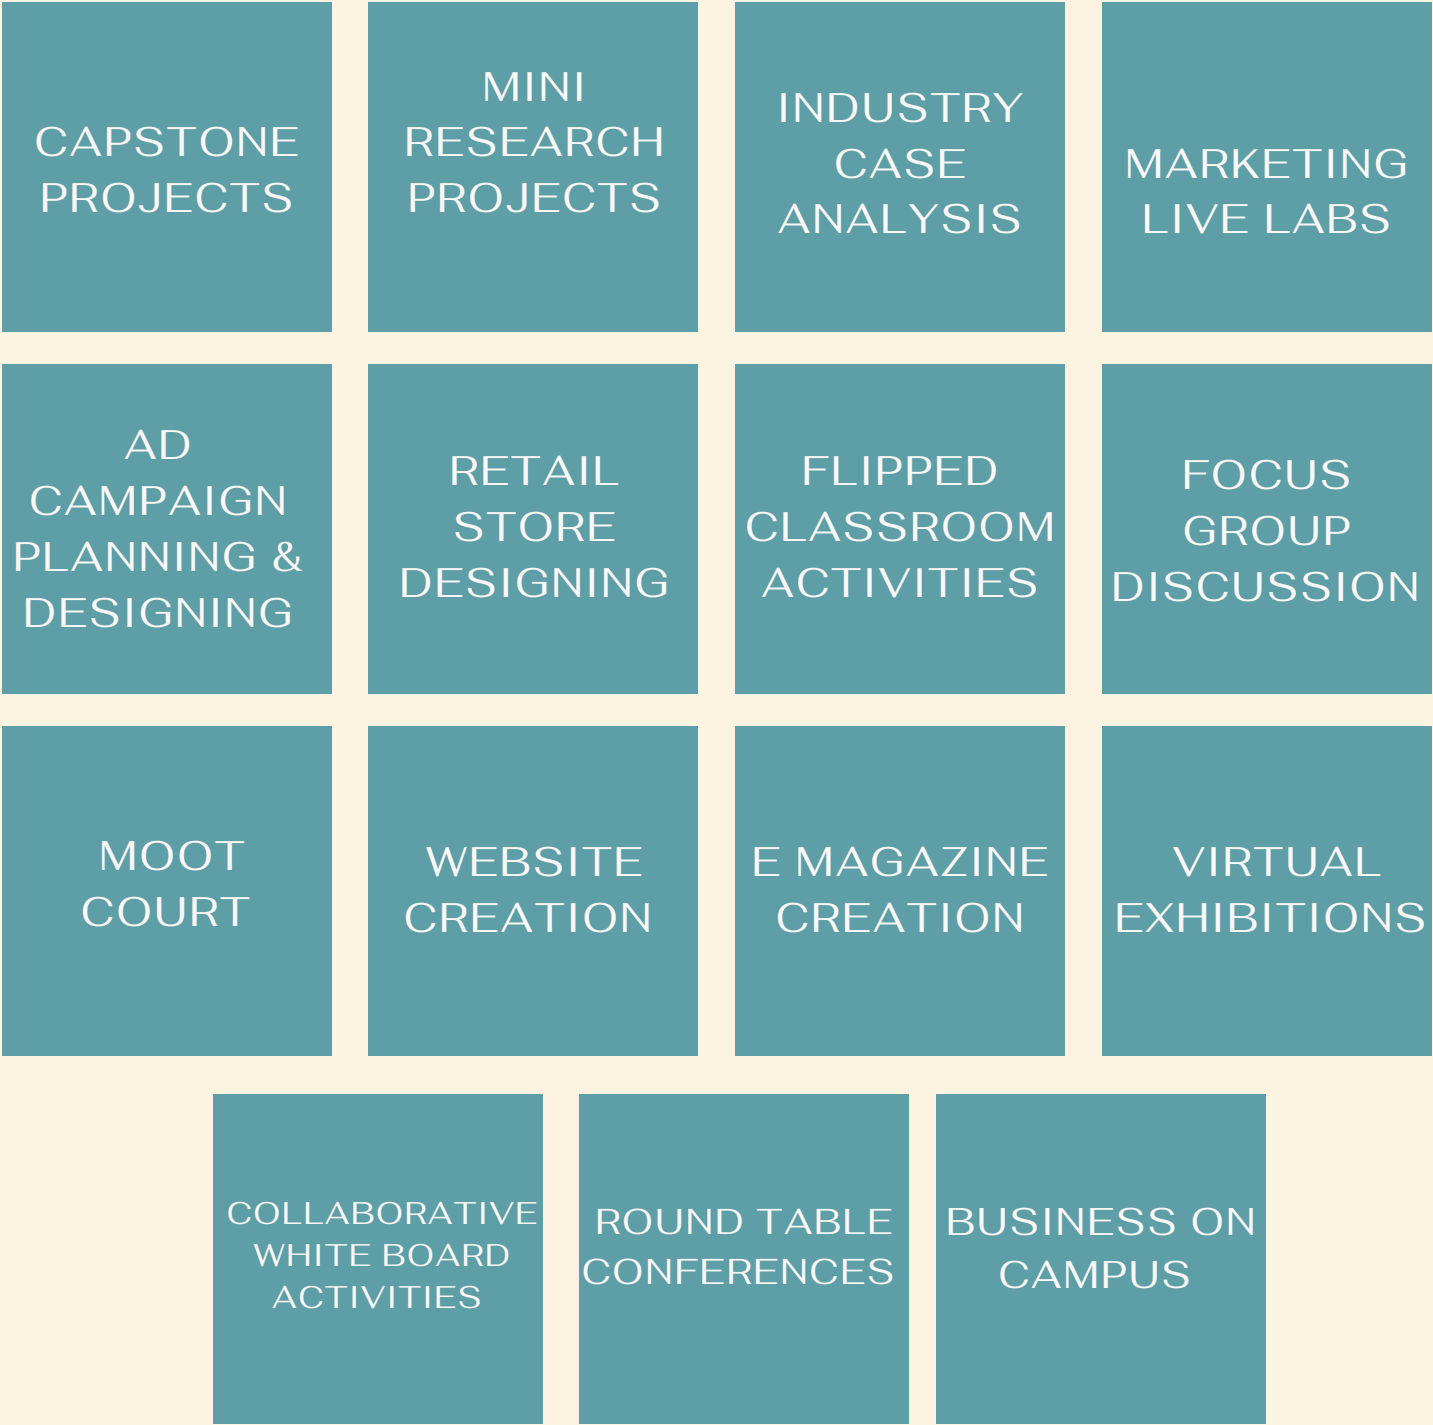 CAPSTONE
PROJECTS
MINI
RESEARCH
PROJECTS
INDUSTRY
CASE
ANALYSIS
MARKETING
LIVE LABS
AD
CAMPAIGN
PLANNING &
DESIGNING
RETAIL
STORE
DESIGNING
FLIPPED
CLASSROOM
ACTIVITIES
FOCUS
GROUP
DISCUSSION
MOOT
COURT
WEBSITE
CREATION
E MAGAZINE
CREATION
VIRTUAL
EXHIBITIONS
COLLABORATIVE
WHITE BOARD
ACTIVITIES
ROUND TABLE
CONFERENCES
BUSINESS ON
CAMPUS